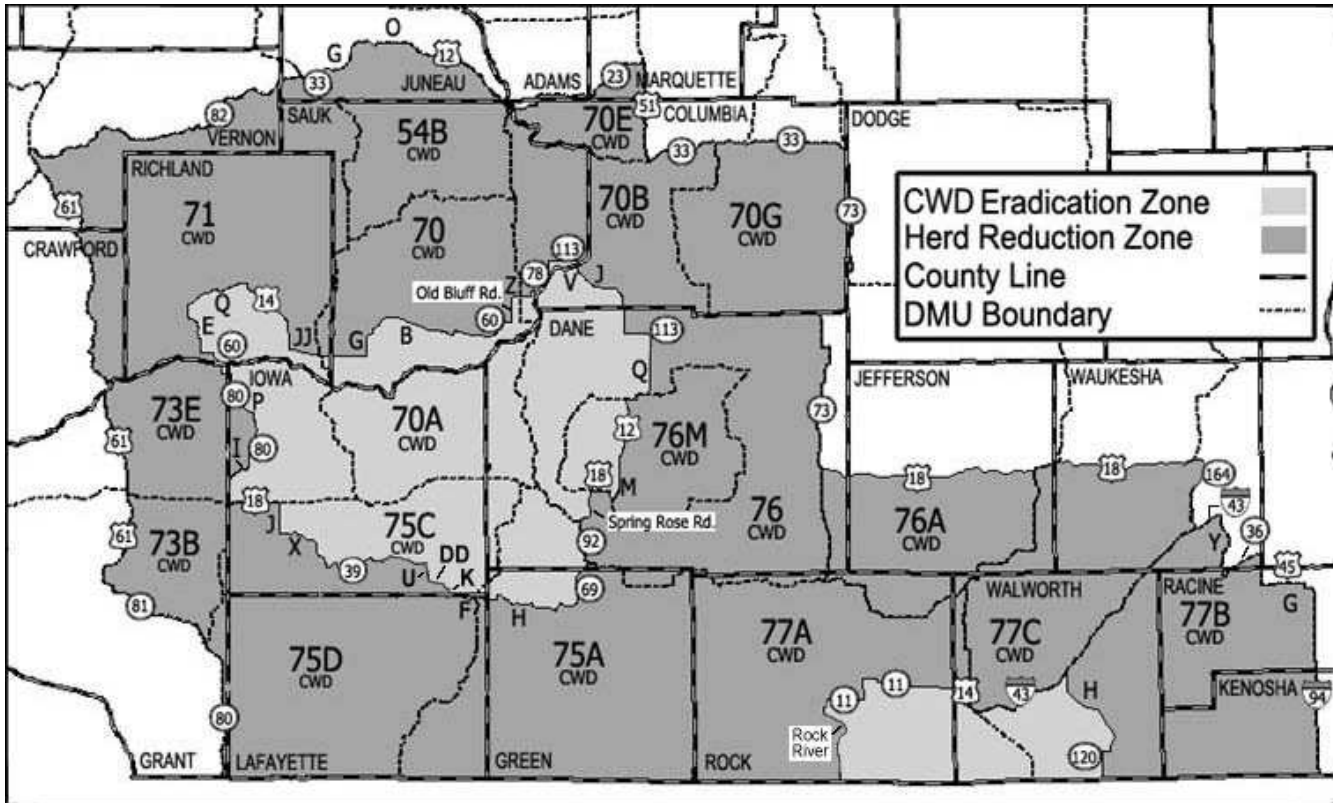 O
G
12
33
JUNEAU
ADAMS
23
MARQUETTE
51
COLUMBIA
DODGE
82
VERNON
SAUK
54B
CWD
70E
CWD
33
33
RICHLAND
71
CWD
61
CRAWFORD
70
CWD
70B
CWD
70G
CWD
73
CWD Eradication Zone
Herd Reduction Zone
County Line
DMU Boundary
113
78
V
J
Z
Old Bluff Rd.
60
Q
14
E
60
JJ
G
B
DANE
113
Q
IOWA
80
P
73E
CWD
61
I
80
70A
CWD
12
76M
CWD
73
JEFFERSON
WAUKESHA
18
M
Spring Rose Rd.
92
76
CWD
18
18
164
43
76A
CWD
Y
36
45
18
J
X
75C
CWD
39
U
DD
K
F
61
73B
CWD
81
H
69
WALWORTH
RACINE
77B
CWD
G
75D
CWD
75A
CWD
77A
CWD
77C
CWD
11
11
14
43
H
KENOSHA
94
Rock
River
80
120
GRANT
LAFAYETTE
GREEN
ROCK